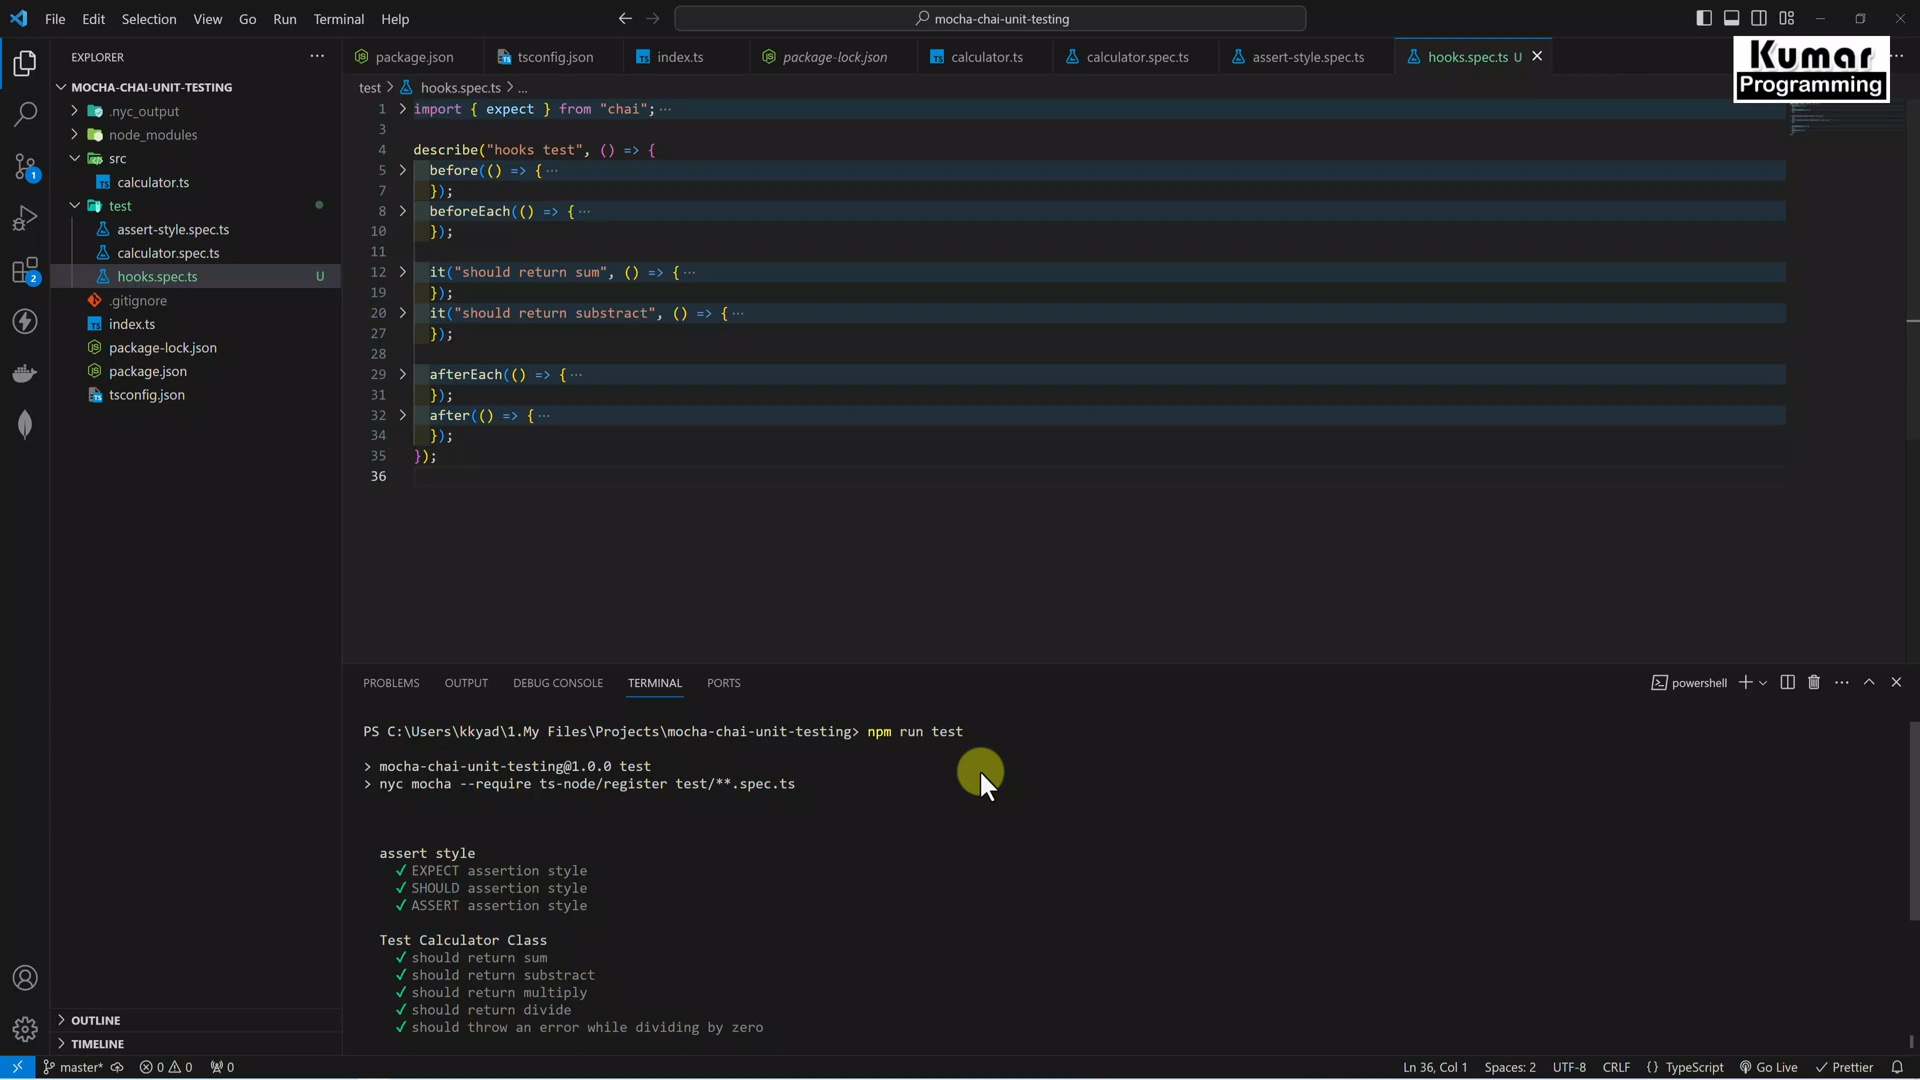 File Edit Selection View Go Run Terminal Help
mocha-chai-unit-testing
EXPLORER
package.json
tsconfig.json
index.ts
package-lock.json
calculator.ts
calculator.spec.ts
assert-style.spec.ts
hooks.spec.ts U
Kumar
Programming
MOCHA-CHAI-UNIT-TESTING
.nyc_output
node_modules
src
calculator.ts
test
assert-style.spec.ts
calculator.spec.ts
hooks.spec.ts U
.gitignore
index.ts
package-lock.json
package.json
tsconfig.json
1
2
test > hooks.spec.ts > ...
1 import { expect } from "chai"; ...
3
4 describe("hooks test", () => {
5 before(() => { ...
7 });
8 beforeEach(() => { ...
10 });
11
12 it("should return sum", () => { ...
19 });
20 it("should return substract", () => { ...
27 });
28
29 afterEach(() => { ...
31 });
32 after(() => { ...
34 });
35 });
36
PROBLEMS OUTPUT DEBUG CONSOLE TERMINAL PORTS
powershell
PS C:\Users\kkyad\1.My Files\Projects\mocha-chai-unit-testing> npm run test
> mocha-chai-unit-testing@1.0.0 test
> nyc mocha --require ts-node/register test/**.spec.ts
assert style
✓ EXPECT assertion style
✓ SHOULD assertion style
✓ ASSERT assertion style
Test Calculator Class
✓ should return sum
✓ should return substract
✓ should return multiply
✓ should return divide
✓ should throw an error while dividing by zero
OUTLINE
TIMELINE
master* 0 0 0
Ln 36, Col 1 Spaces: 2 UTF-8 CRLF {} TypeScript Go Live Prettier